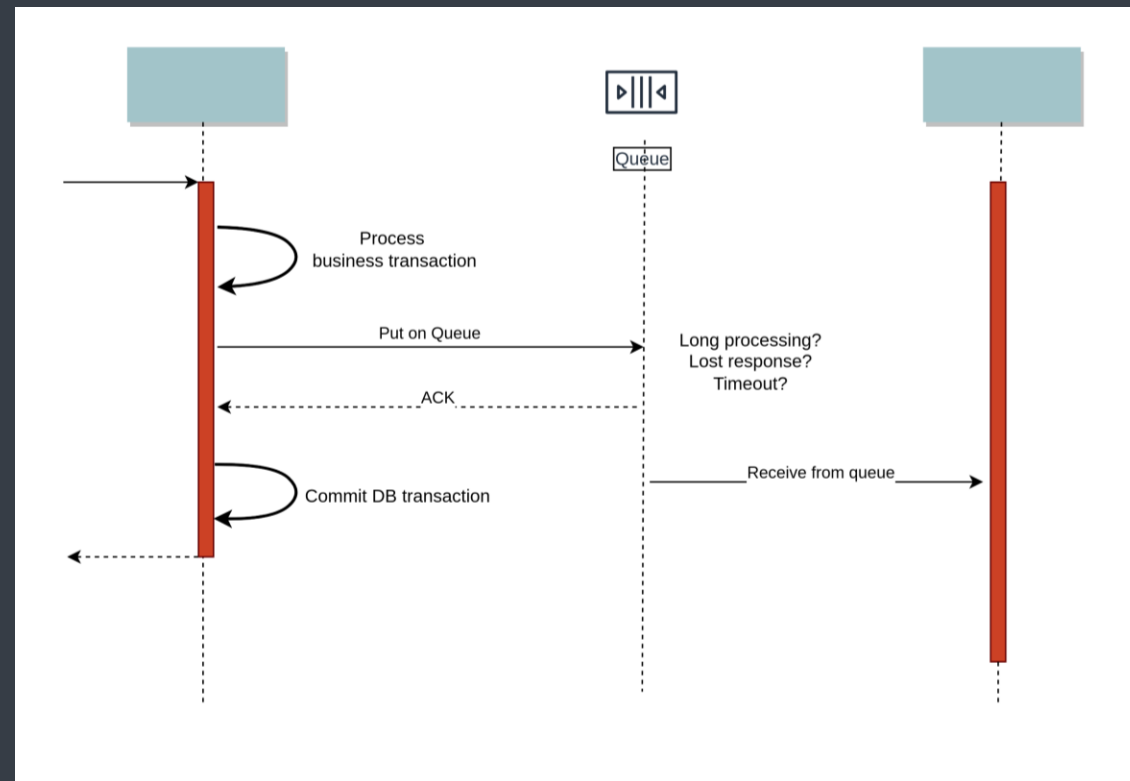 Queue
Process
business transaction
Put on Queue
Long processing?
Lost response?
Timeout?
ACK
Receive from queue
Commit DB transaction